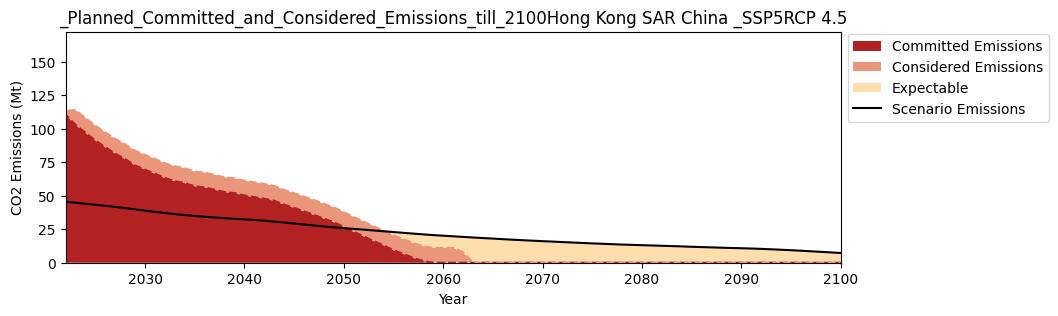 _Planned_Committed_and_Considered_Emissions_till_2100Hong Kong SAR China _SSP5RCP 4.5
CO2 Emissions (Mt)
150
125
100
75
50
25
0
2030 2040 2050 2060 2070 2080 2090 2100
Year
Committed Emissions
Considered Emissions
Expectable
Scenario Emissions